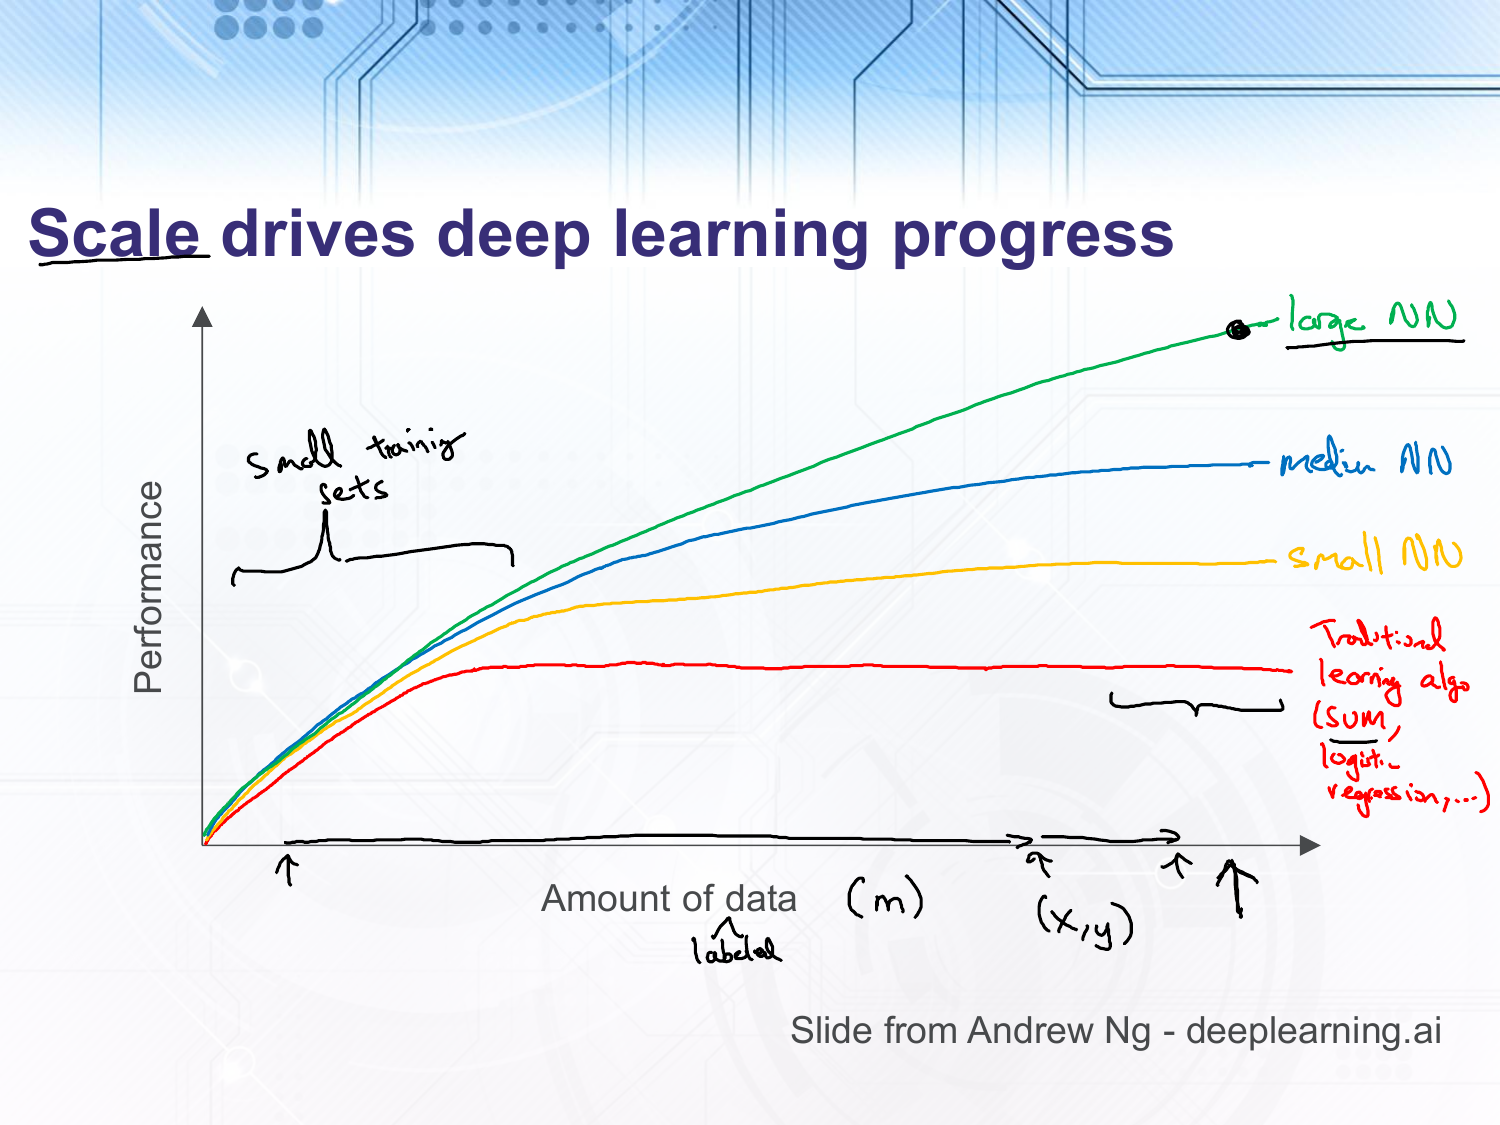 Scale drives deep learning progress
large NN
medium NN
small training
sets
small NN
Performance
Traditional
learning algo
(SVM,
logistic
regression,...)
Amount of data (m)
labeled
(x,y)
Slide from Andrew Ng - deeplearning.ai